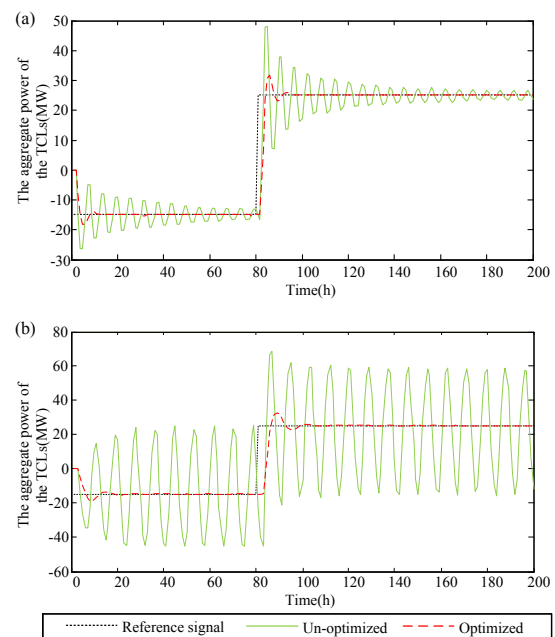 (a)
The aggregate power of
the TCLs(MW)
50
40
30
20
10
0
-10
-20
-30
0 20 40 60 80 100 120 140 160 180 200
Time(h)
(b)
The aggregate power of
the TCLs(MW)
80
60
40
20
0
-20
-40
-60
0 20 40 60 80 100 120 140 160 180 200
Time(h)
Reference signal Un-optimized Optimized